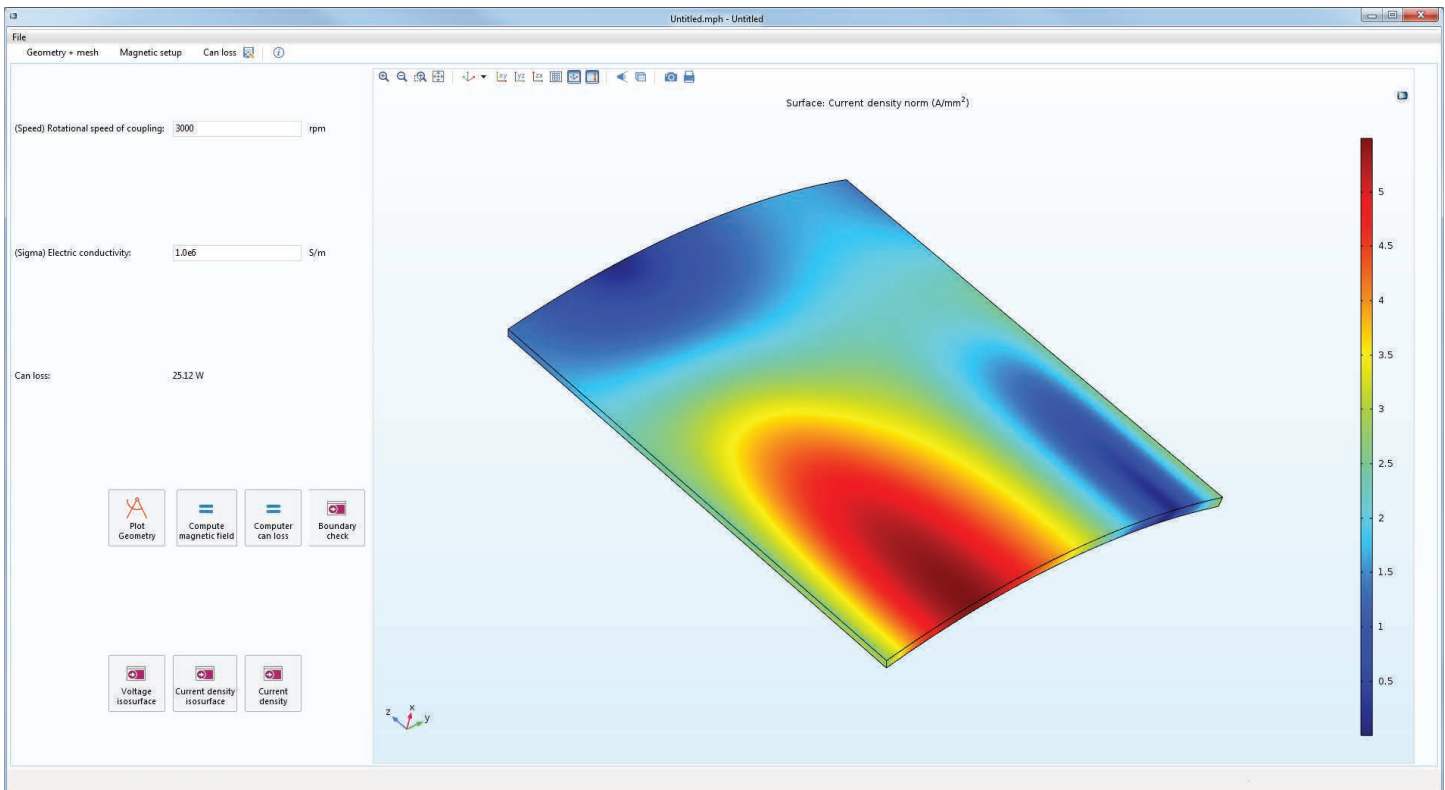 Untitled.mph - Untitled
File
Geometry + mesh Magnetic setup Can loss
xy yz zx
Surface: Current density norm (A/mm²)
(Speed) Rotational speed of coupling: 3000 rpm
(Sigma) Electric conductivity: 1.0e6 S/m
Can loss: 25.12 W
Plot
Geometry
Compute
magnetic field
Computer
can loss
Boundary
check
Voltage
isosurface
Current density
isosurface
Current
density
5
4.5
4
3.5
3
2.5
2
1.5
1
0.5
z x y